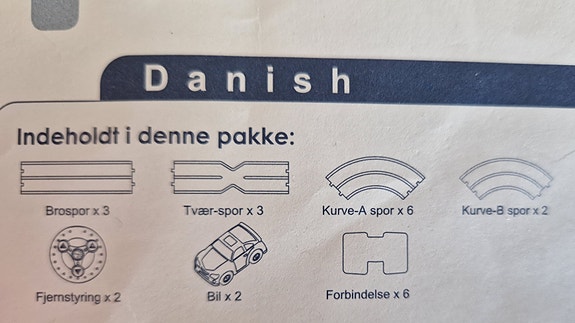 Danish
Indeholdt i denne pakke:
Brospor x 3 Tvær-spor x 3 Kurve-A spor x 6 Kurve-B spor x 2
Fjernstyring x 2 Bil x 2 Forbindelse x 6